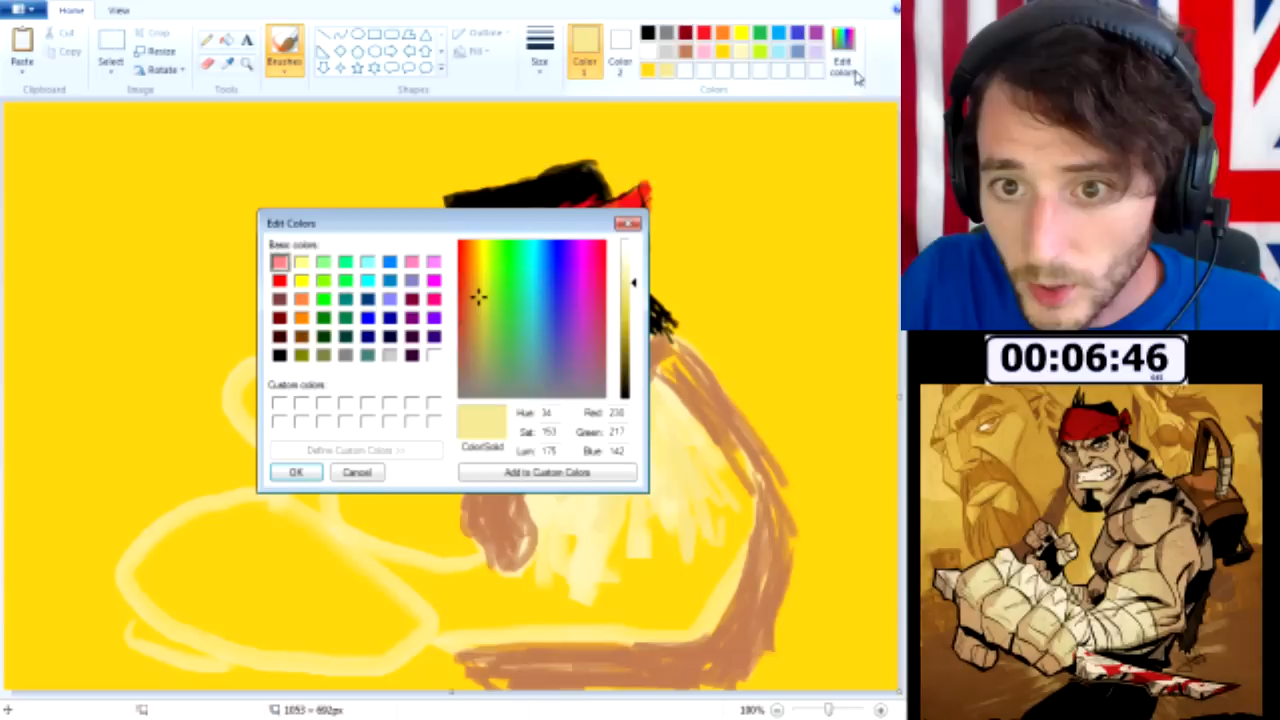 Home View
Cut
Copy
Paste
Clipboard
Crop
Resize
Rotate
Select
Image
Tools
Brushes
Outline
Fill
Shapes
Size
Color 1
Color 2
Edit colors
Colors
Edit Colors
Basic colors:
Custom colors:
Define Custom Colors >>
OK Cancel
Color|Solid
Hue: 34 Red: 230
Sat: 153 Green: 217
Lum: 175 Blue: 142
Add to Custom Colors
00:06:46
1053 × 692px
100%